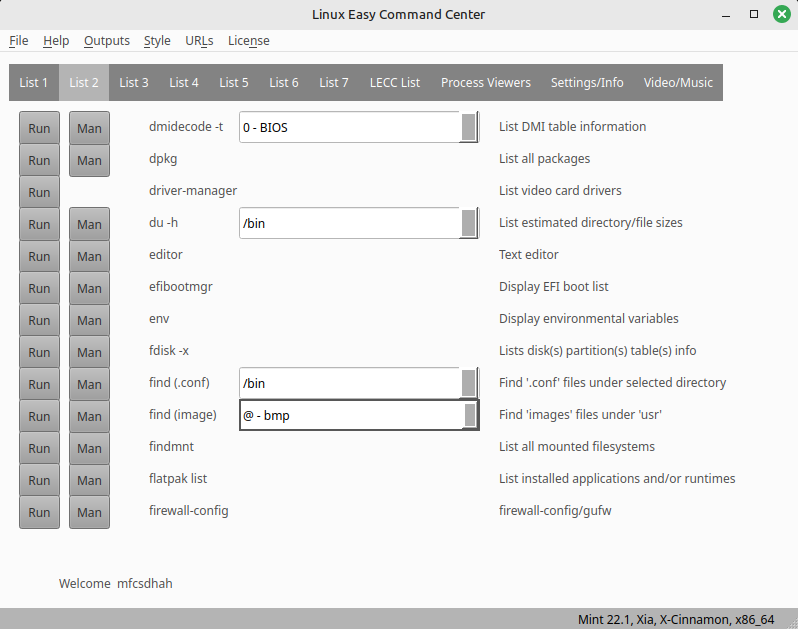 Linux Easy Command Center
File Help Outputs Style URLs License
List 1 List 2 List 3 List 4 List 5 List 6 List 7 LECC List Process Viewers Settings/Info Video/Music
Run Man dmidecode -t 0 - BIOS List DMI table information
Run Man dpkg List all packages
Run driver-manager List video card drivers
Run Man du -h /bin List estimated directory/file sizes
Run Man editor Text editor
Run Man efibootmgr Display EFI boot list
Run Man env Display environmental variables
Run Man fdisk -x Lists disk(s) partition(s) table(s) info
Run Man find (.conf) /bin Find '.conf' files under selected directory
Run Man find (image) @ - bmp Find 'images' files under 'usr'
Run Man findmnt List all mounted filesystems
Run Man flatpak list List installed applications and/or runtimes
Run Man firewall-config firewall-config/gufw
Welcome mfcsdhah
Mint 22.1, Xia, X-Cinnamon, x86_64